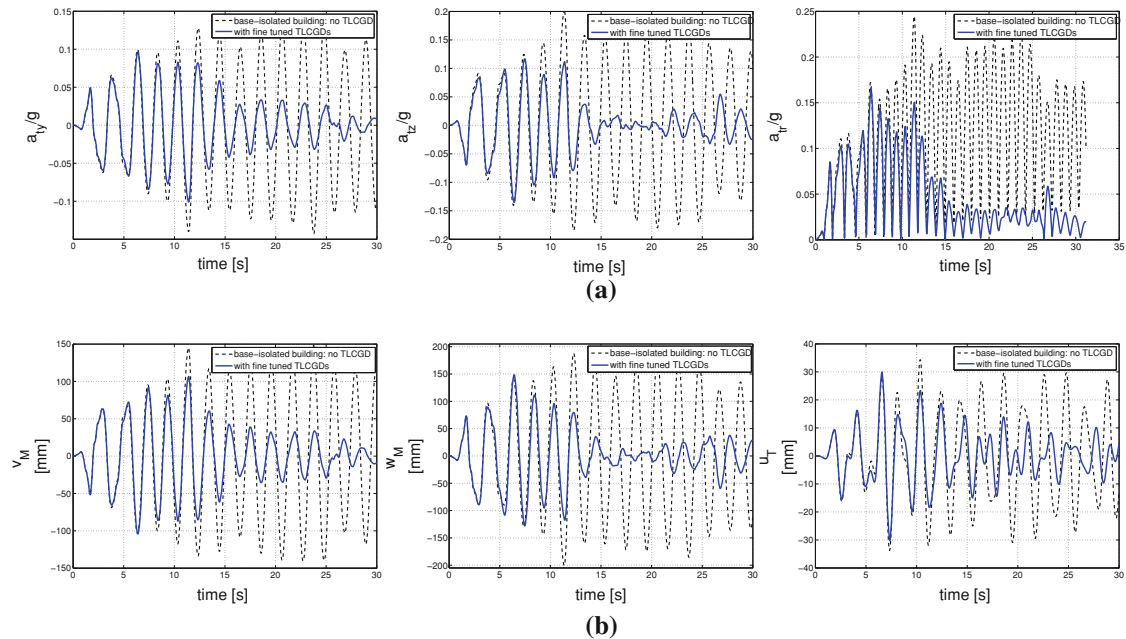 base-isolated building: no TLCGD
with fine tuned TLCGDs
0.15
0.1
0.05
0
−0.05
−0.1
a_ty/g
0 5 10 15 20 25 30
time [s]
base-isolated building: no TLCGD
with fine tuned TLCGDs
0.2
0.15
0.1
0.05
0
−0.05
−0.1
−0.15
−0.2
a_tz/g
0 5 10 15 20 25 30
time [s]
base-isolated building: no TLCGD
with fine tuned TLCGDs
0.25
0.2
0.15
0.1
0.05
0
a_tr/g
0 5 10 15 20 25 30 35
time [s]
(a)
base-isolated building: no TLCGD
with fine tuned TLCGDs
150
100
50
0
−50
−100
−150
v_M
[mm]
0 5 10 15 20 25 30
time [s]
base-isolated building: no TLCGD
with fine tuned TLCGDs
200
150
100
50
0
−50
−100
−150
−200
w_M
[mm]
0 5 10 15 20 25 30
time [s]
base-isolated building: no TLCGD
with fine tuned TLCGDs
40
30
20
10
0
−10
−20
−30
−40
u_T
[mm]
0 5 10 15 20 25 30
time [s]
(b)